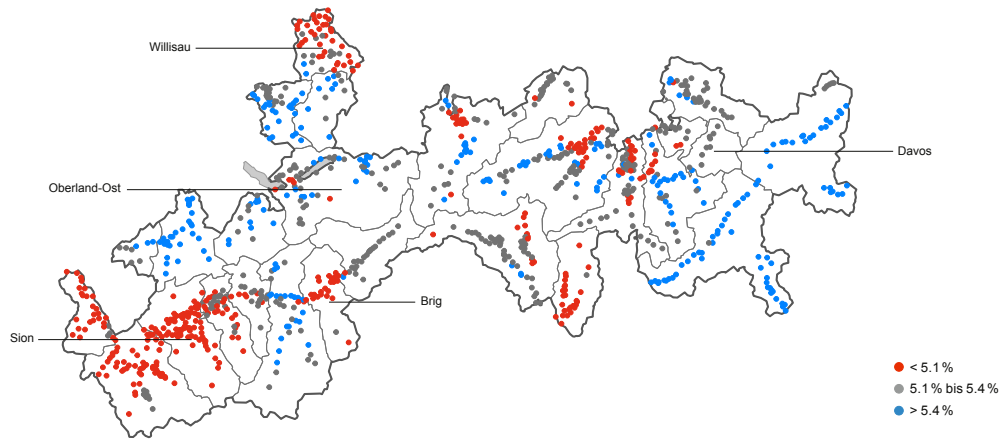 Willisau
Davos
Oberland-Ost
Brig
Sion
< 5.1 %
5.1 % bis 5.4 %
> 5.4 %